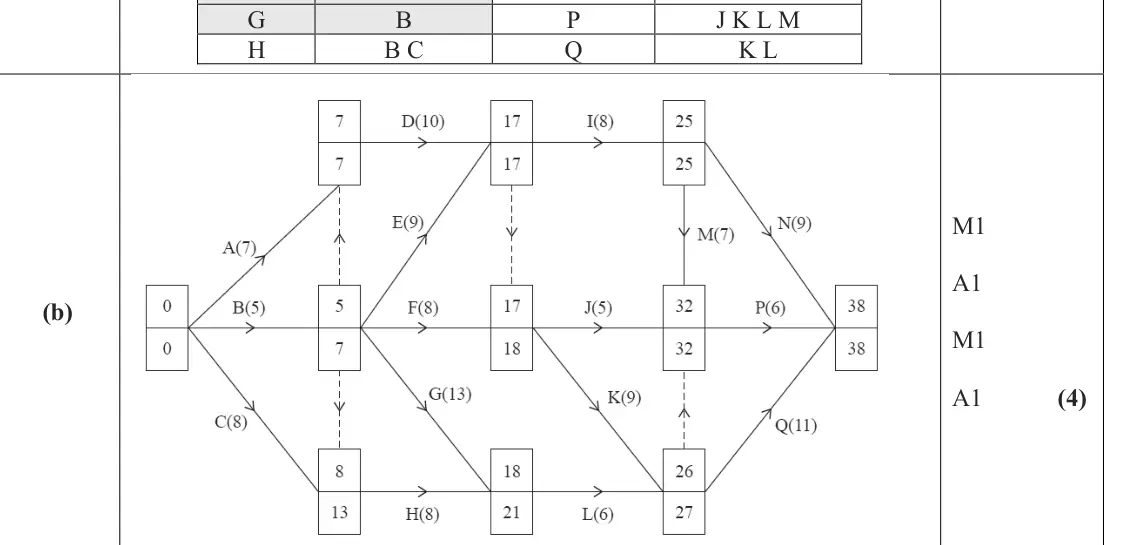 G B P J K L M
H B C Q K L
7 D(10) 17 I(8) 25
7 17 25
E(9) M(7) N(9)
A(7)
M1
A1
(b)
0 B(5) 5 F(8) 17 J(5) 32 P(6) 38
0 7 18 32 38
M1
G(13) K(9)
A1 (4)
C(8) Q(11)
8 18 26
13 H(8) 21 L(6) 27